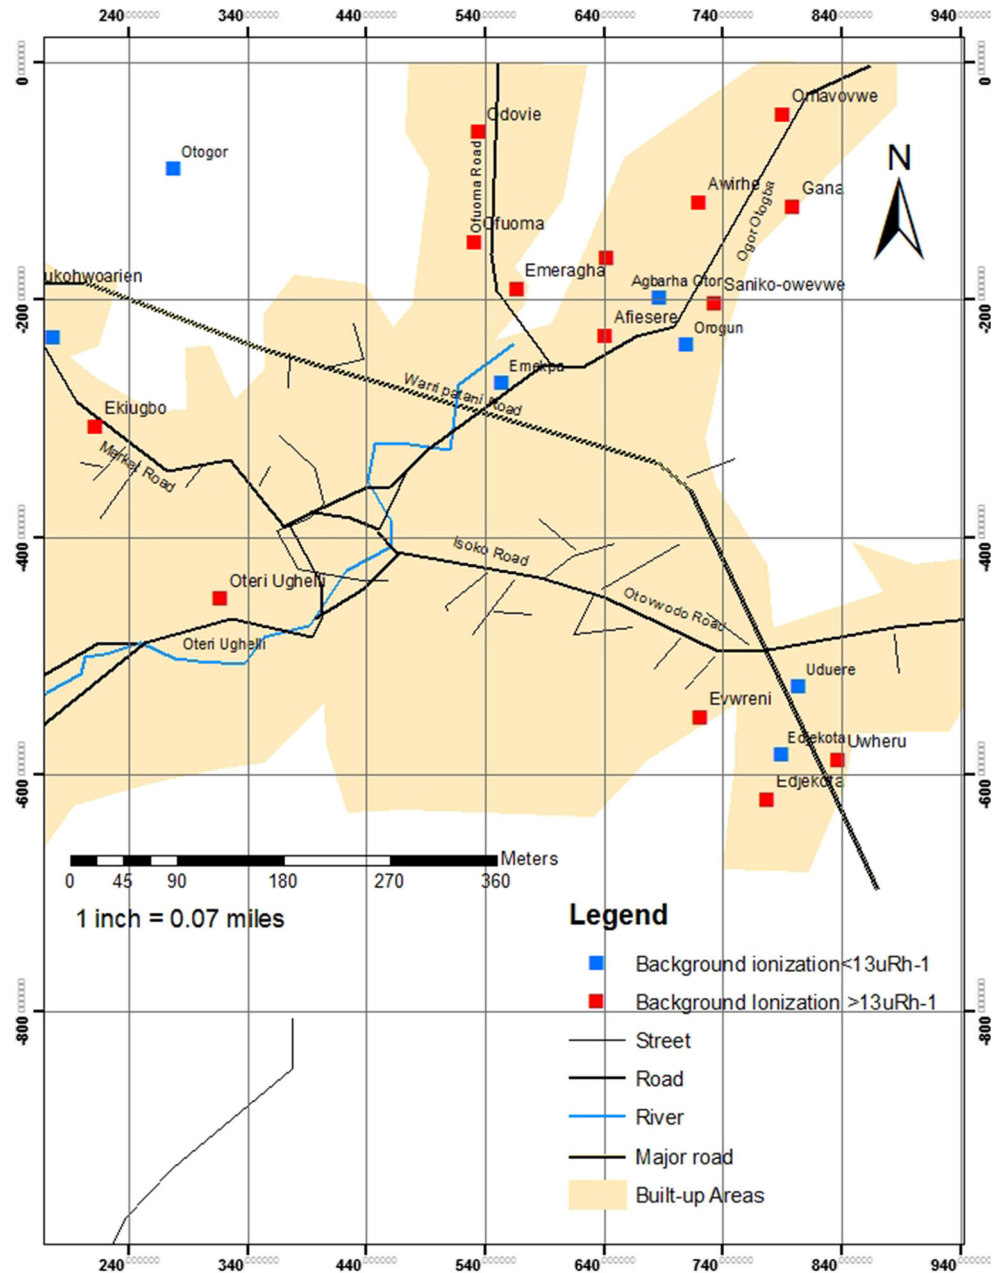 240 340 440 540 640 740 840 940
0
0
Omavovwe
Odovie
Otogor
N
Awirhe
Gana
Ofuoma Road
Ogor Otogba
Ofuoma
Emeragha
ukohwoarien
Agbarha Otor
Saniko-owevwe
-200
-200
Afiesere
Orogun
Emekpa
Warri patani Road
Ekiugbo
Market Road
-400
-400
Isoko Road
Oteri Ughelli
Otovwodo Road
Oteri Ughelli
Uduere
Evwreni
Edjekota
Uwheru
-600
-600
Edjekota
Meters
0 45 90 180 270 360
1 inch = 0.07 miles
Legend
Background ionization<13uRh-1
Background Ionization >13uRh-1
-800
-800
Street
Road
River
Major road
Built-up Areas
240 340 440 540 640 740 840 940